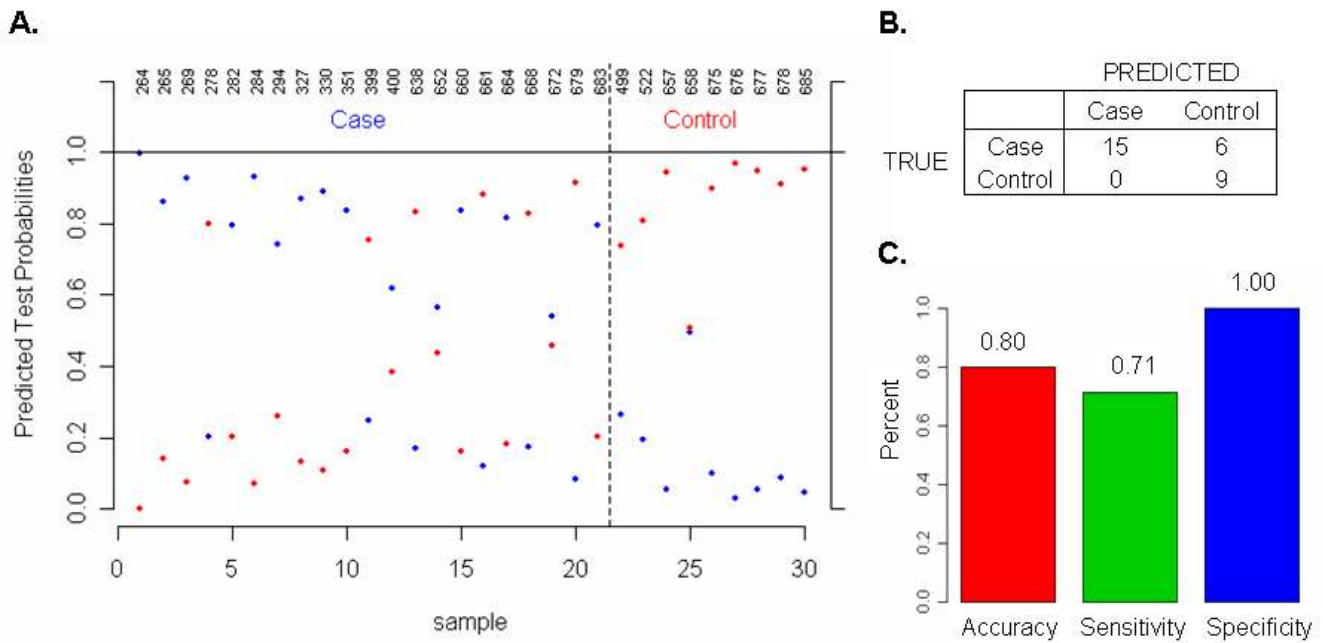 A.
264 265 269 278 282 284 294 327 330 351 399 400 638 652 660 661 664 668 672 679 683 499 522 657 658 675 676 677 678 685
Case Control
Predicted Test Probabilities
1.0
0.8
0.6
0.4
0.2
0.0
0 5 10 15 20 25 30
sample
B.
PREDICTED
Case Control
TRUE
Case 15 6
Control 0 9
C.
Percent
1.0
0.8
0.6
0.4
0.2
0.0
0.80 0.71 1.00
Accuracy Sensitivity Specificity